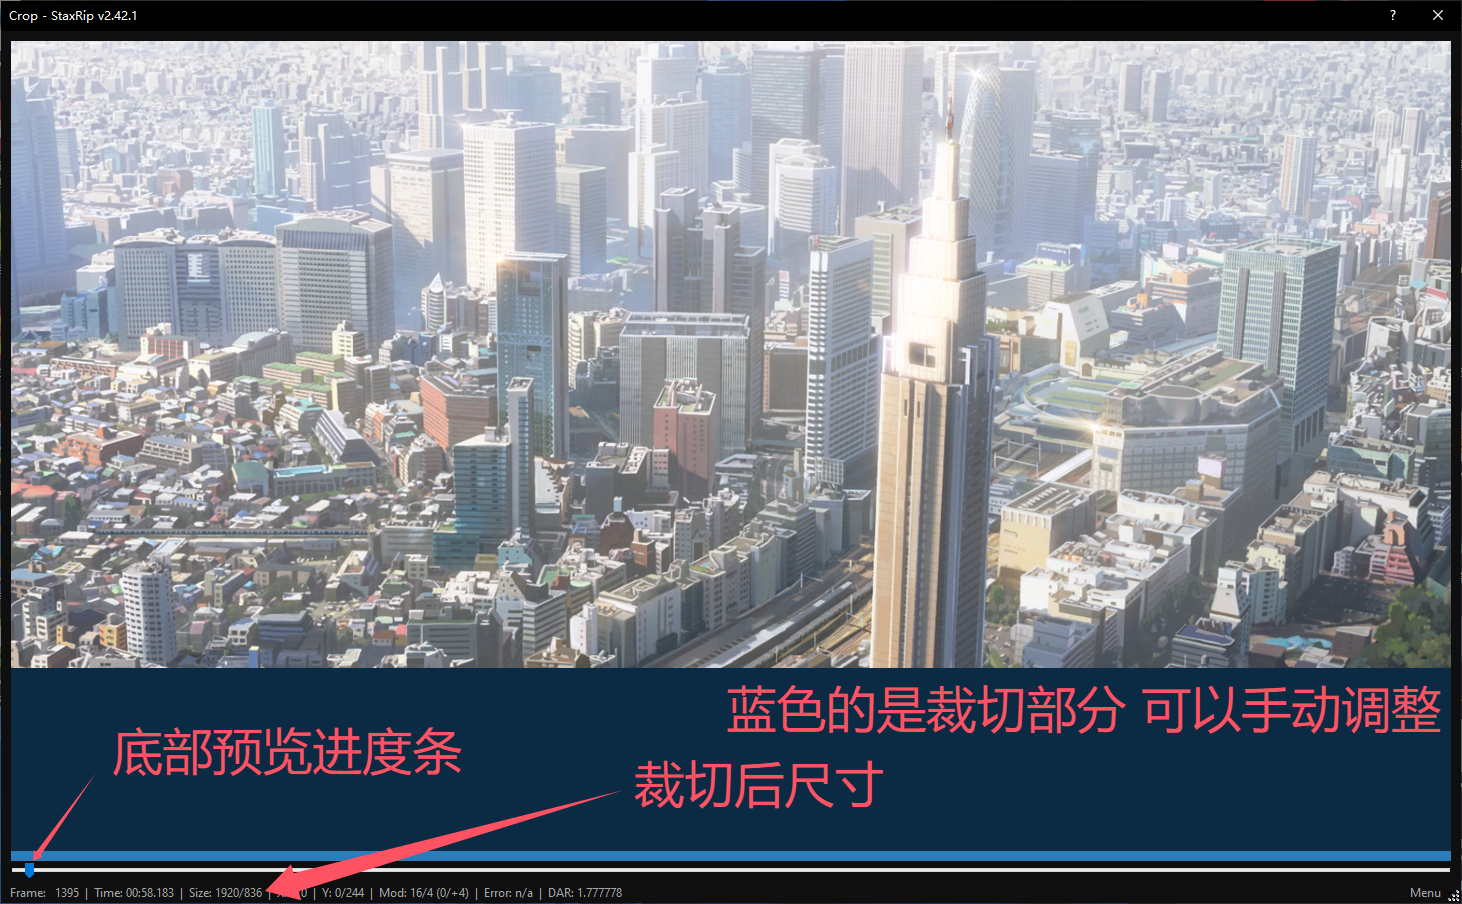 Crop - StaxRip v2.42.1
蓝色的是裁切部分 可以手动调整
底部预览进度条
裁切后尺寸
Frame: 1395 | Time: 00:58.183 | Size: 1920/836 | 0 | Y: 0/244 | Mod: 16/4 (0/+4) | Error: n/a | DAR: 1.777778
Menu